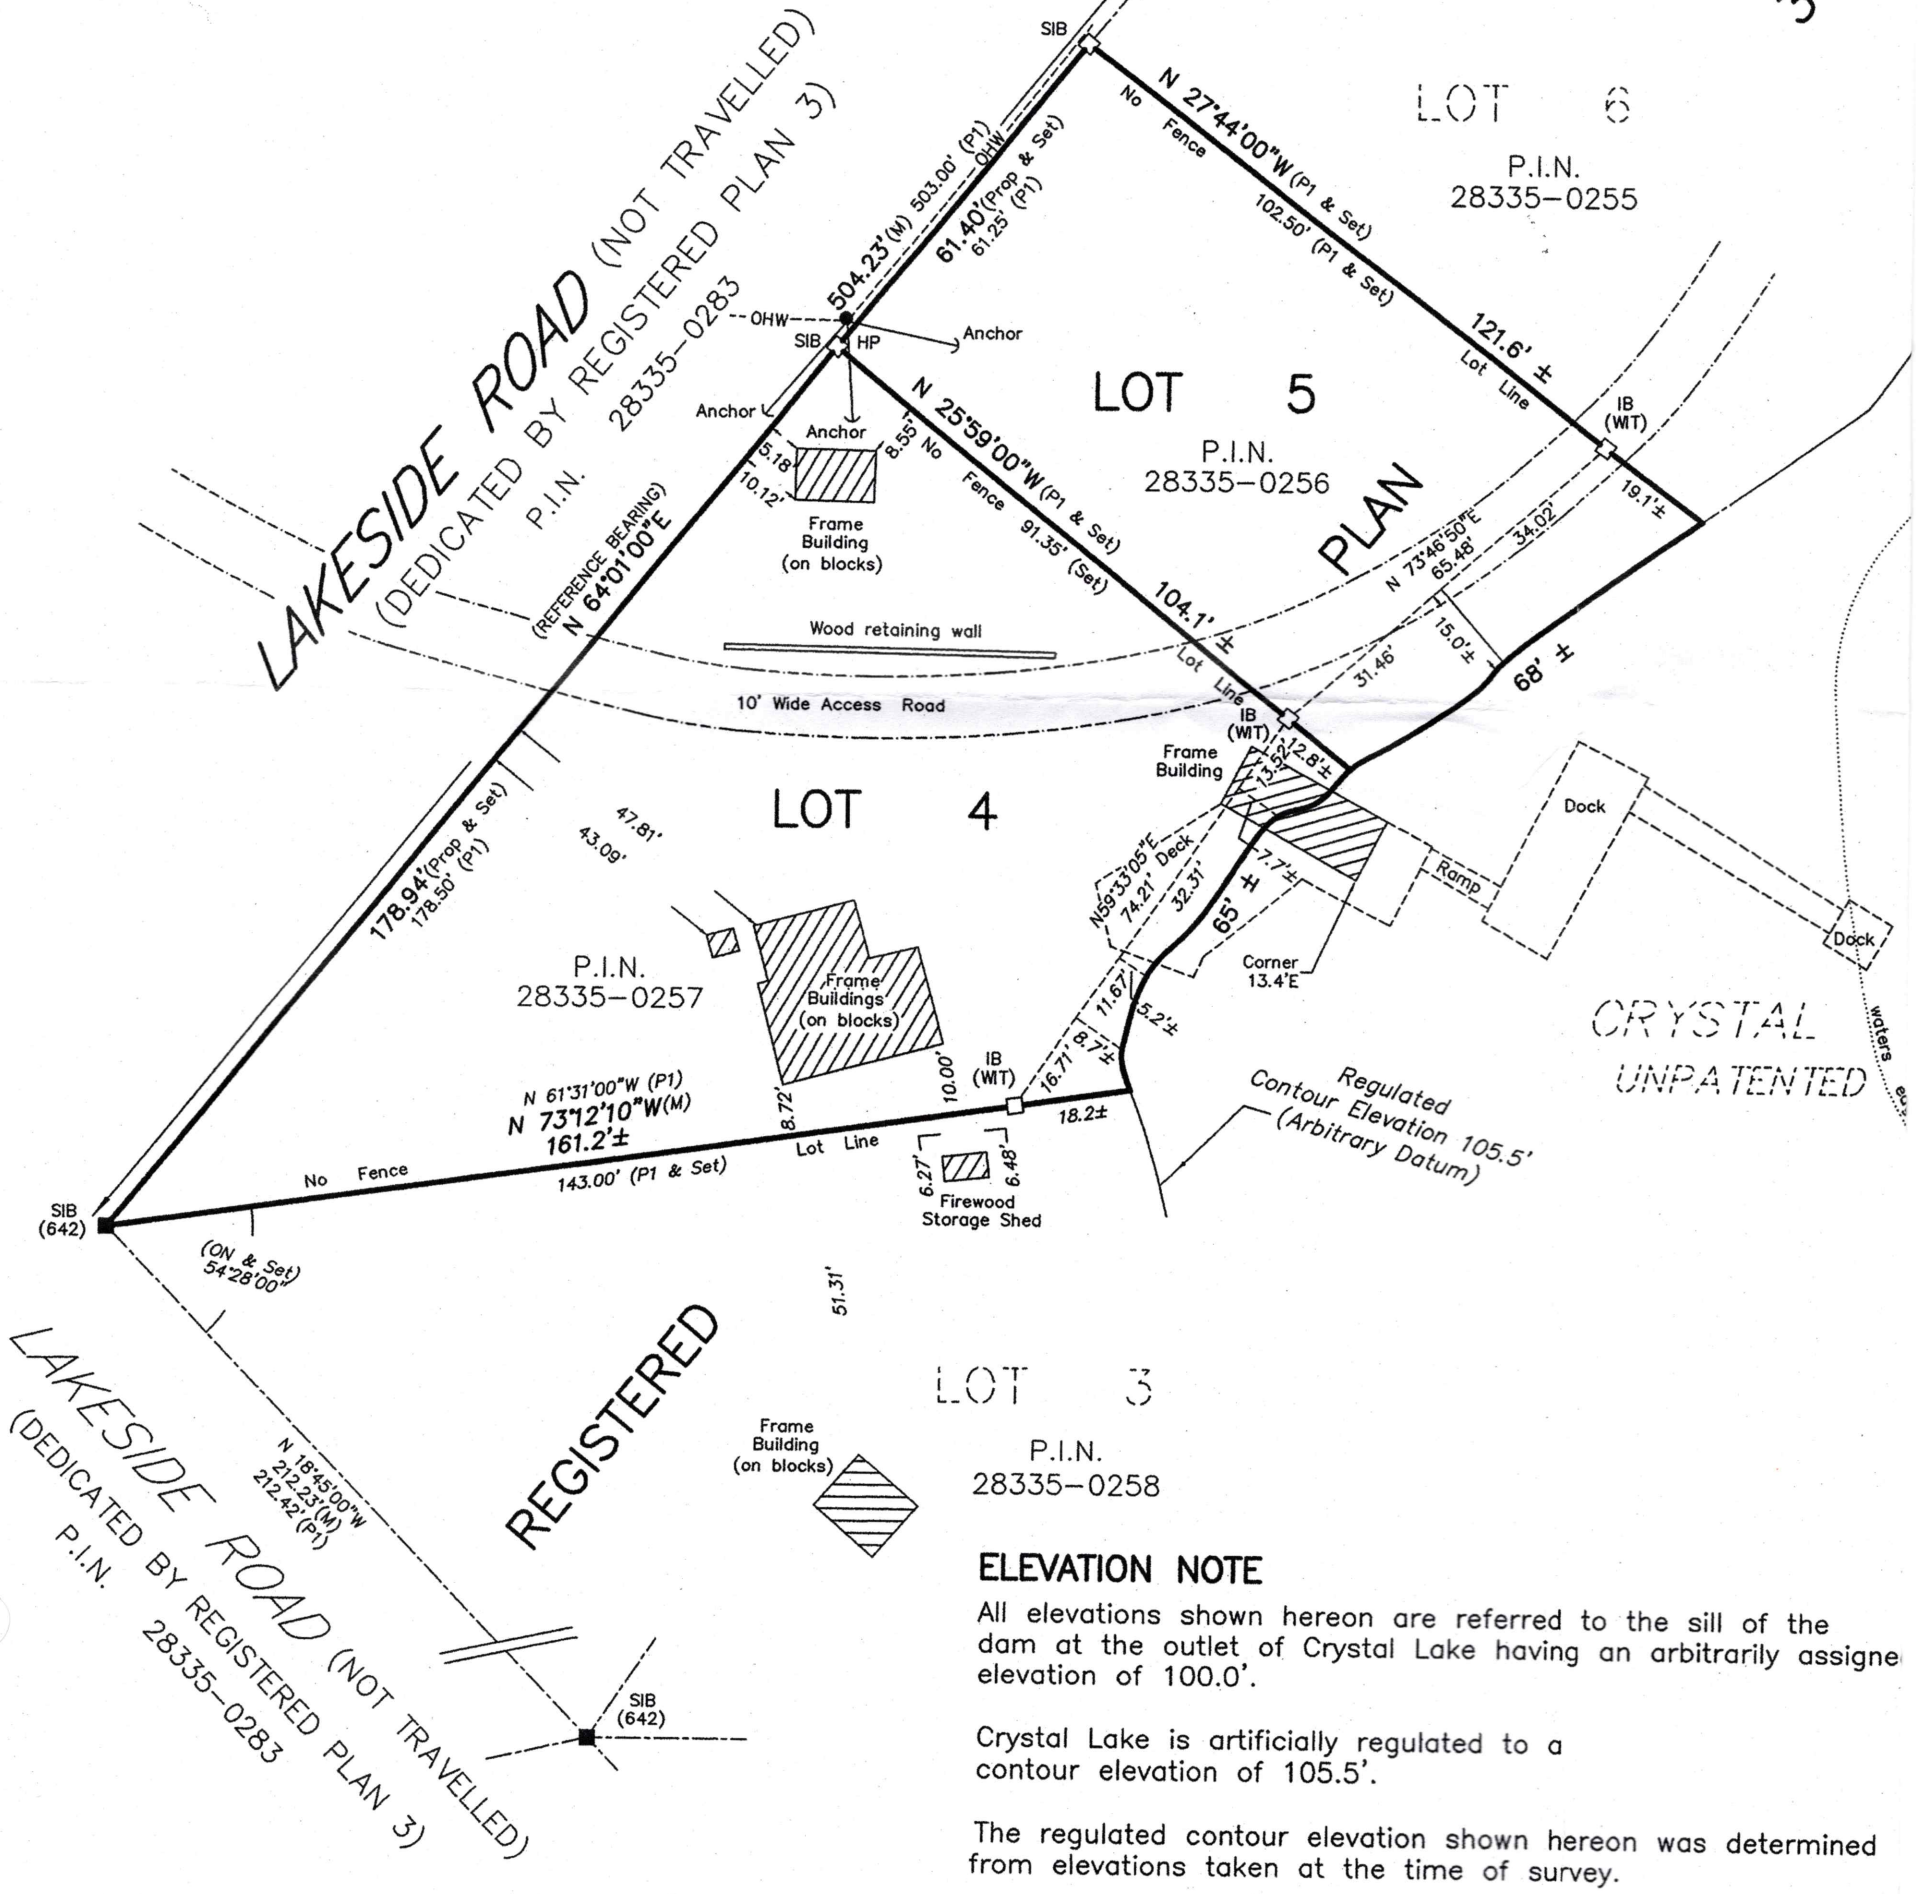 3
SIB
LOT 6
P.I.N.
28335-0255
N 27°44'00"W (P1 & Set)
No Fence
102.50' (P1 & Set)
121.6' ±
Lot Line
IB
(WIT)
19.1'±
LAKESIDE ROAD (NOT TRAVELLED)
(DEDICATED BY REGISTERED PLAN 3)
P.I.N. 28335-0283
504.23' (M) 503.00' (P1)
OHW
61.40' (Prop & Set)
61.25' (P1)
OHW
SIB
HP
Anchor
Anchor
Anchor
5.18'
10.12'
8.55'
Frame
Building
(on blocks)
LOT 5
P.I.N.
28335-0256
PLAN
N 25°59'00"W (P1 & Set)
No Fence
91.35' (Set)
104.1' ±
Lot Line
IB
(WIT)
12.8'±
13.52'
N 73°46'50"E
65.48'
34.02'
31.46'
15.0'±
68' ±
(REFERENCE BEARING)
N 64°01'00"E
Wood retaining wall
10' Wide Access Road
Frame
Building
LOT 4
47.81'
43.09'
178.94' (Prop & Set)
178.50' (P1)
P.I.N.
28335-0257
Frame
Buildings
(on blocks)
N59°33'05"E
74.21'
Deck
32.31'
7.7'±
65' ±
Corner
13.4'E
Ramp
Dock
Dock
11.67'
5.2'±
8.7'±
16.71'
IB
(WIT)
18.2±
CRYSTAL
UNPATENTED
waters
Regulated
Contour Elevation 105.5'
(Arbitrary Datum)
N 61°31'00"W (P1)
N 73°12'10"W(M)
161.2'±
No Fence
143.00' (P1 & Set)
Lot Line
8.72'
10.00'
6.27'
6.48'
Firewood
Storage Shed
SIB
(642)
(ON & Set)
54°28'00"
51.31'
LAKESIDE ROAD (NOT TRAVELLED)
(DEDICATED BY REGISTERED PLAN 3)
P.I.N. 28335-0283
N 18°45'00"W
212.23'(M)
212.42'(P1)
REGISTERED
LOT 3
P.I.N.
28335-0258
Frame
Building
(on blocks)
SIB
(642)
ELEVATION NOTE
All elevations shown hereon are referred to the sill of the
dam at the outlet of Crystal Lake having an arbitrarily assigne
elevation of 100.0'.
Crystal Lake is artificially regulated to a
contour elevation of 105.5'.
The regulated contour elevation shown hereon was determined
from elevations taken at the time of survey.